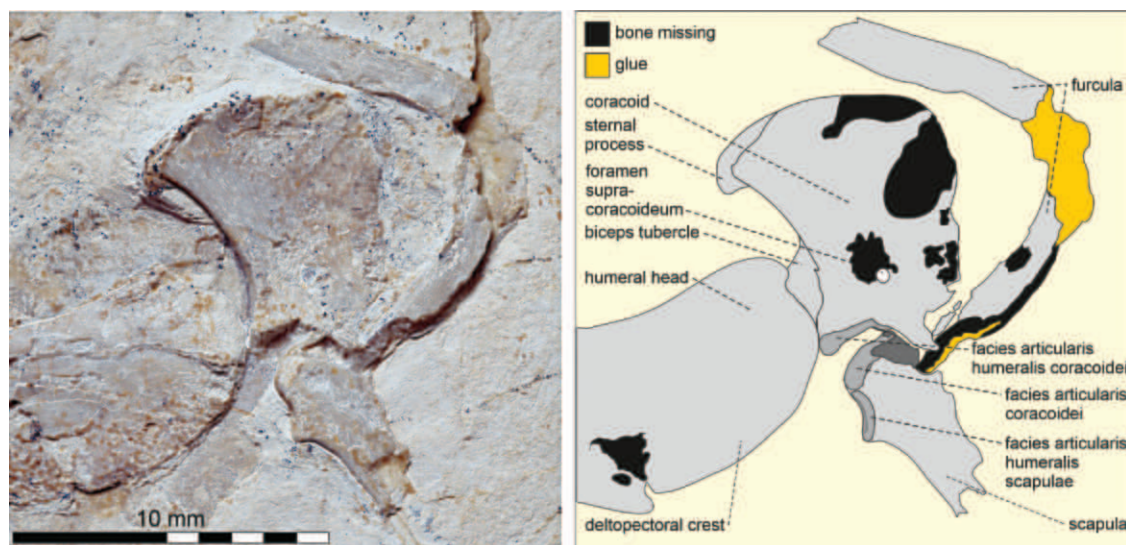 bone missing
glue
coracoid
sternal
process
foramen
supra-
coracoideum
biceps tubercle
humeral head
furcula
facies articularis
humeralis coracoidei
facies articularis
coracoidei
facies articularis
humeralis
scapulae
deltopectoral crest
scapula
10 mm